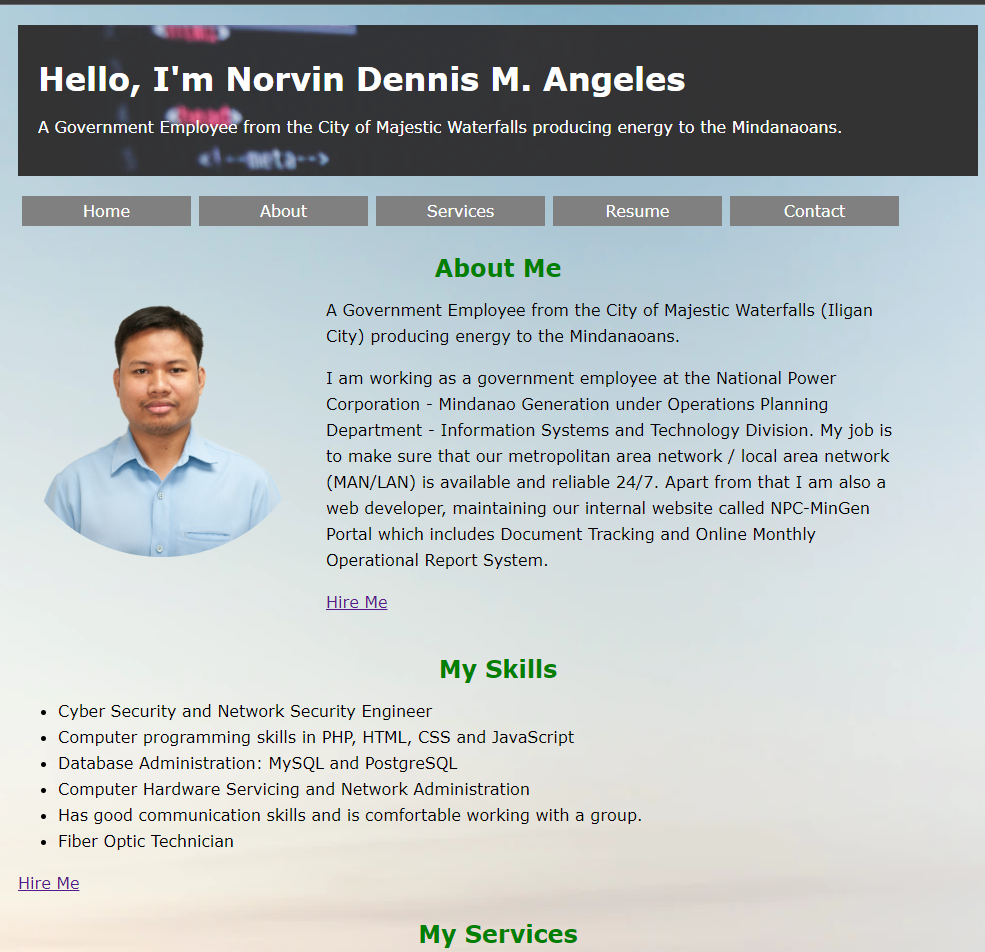 Hello, I'm Norvin Dennis M. Angeles
A Government Employee from the City of Majestic Waterfalls producing energy to the Mindanaoans.
<!--meta-->
Home
About
Services
Resume
Contact
About Me
A Government Employee from the City of Majestic Waterfalls (Iligan
City) producing energy to the Mindanaoans.
I am working as a government employee at the National Power
Corporation - Mindanao Generation under Operations Planning
Department - Information Systems and Technology Division. My job is
to make sure that our metropolitan area network / local area network
(MAN/LAN) is available and reliable 24/7. Apart from that I am also a
web developer, maintaining our internal website called NPC-MinGen
Portal which includes Document Tracking and Online Monthly
Operational Report System.
Hire Me
My Skills
• Cyber Security and Network Security Engineer
• Computer programming skills in PHP, HTML, CSS and JavaScript
• Database Administration: MySQL and PostgreSQL
• Computer Hardware Servicing and Network Administration
• Has good communication skills and is comfortable working with a group.
• Fiber Optic Technician
Hire Me
My Services